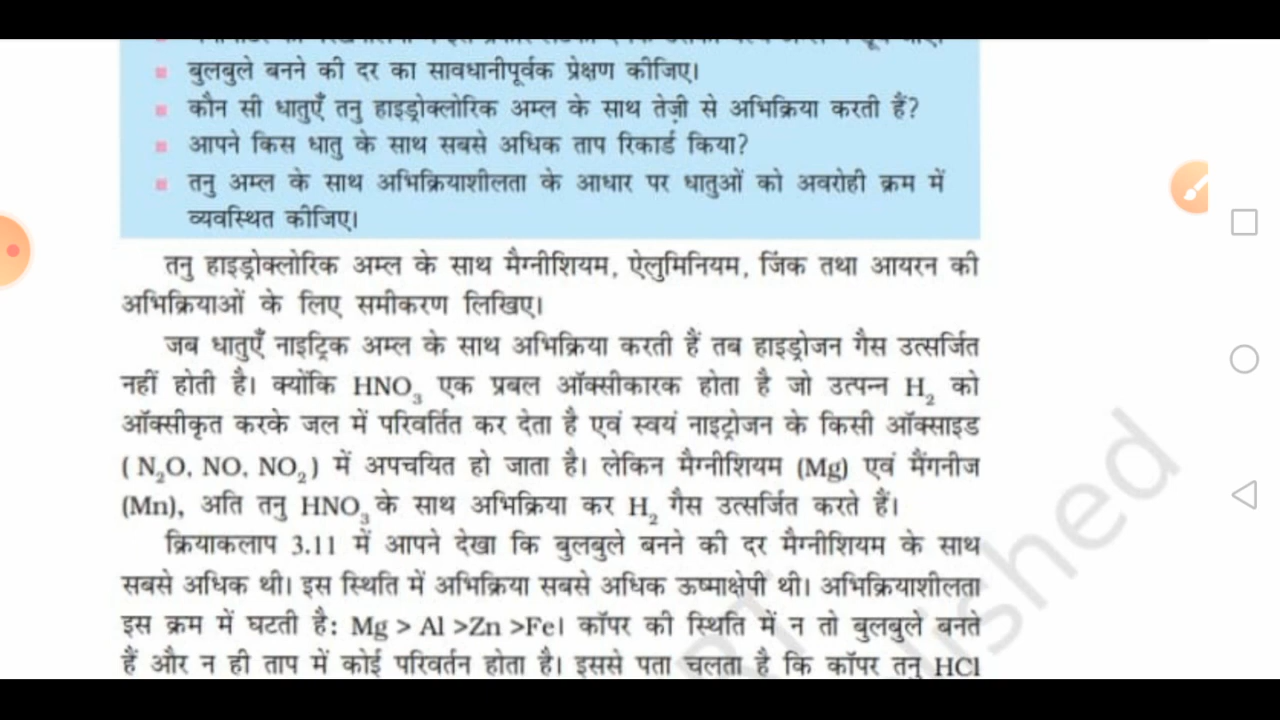 बुलबुले बनने की दर का सावधानीपूर्वक प्रेक्षण कीजिए।
कौन सी धातुएँ तनु हाइड्रोक्लोरिक अम्ल के साथ तेज़ी से अभिक्रिया करती हैं?
आपने किस धातु के साथ सबसे अधिक ताप रिकार्ड किया?
तनु अम्ल के साथ अभिक्रियाशीलता के आधार पर धातुओं को अवरोही क्रम में
व्यवस्थित कीजिए।
तनु हाइड्रोक्लोरिक अम्ल के साथ मैग्नीशियम, ऐलुमिनियम, जिंक तथा आयरन की
अभिक्रियाओं के लिए समीकरण लिखिए।
जब धातुएँ नाइट्रिक अम्ल के साथ अभिक्रिया करती हैं तब हाइड्रोजन गैस उत्सर्जित
नहीं होती है। क्योंकि HNO₃ एक प्रबल ऑक्सीकारक होता है जो उत्पन्न H₂ को
ऑक्सीकृत करके जल में परिवर्तित कर देता है एवं स्वयं नाइट्रोजन के किसी ऑक्साइड
( N₂O, NO, NO₂) में अपचयित हो जाता है। लेकिन मैग्नीशियम (Mg) एवं मैंगनीज
(Mn), अति तनु HNO₃ के साथ अभिक्रिया कर H₂ गैस उत्सर्जित करते हैं।
क्रियाकलाप 3.11 में आपने देखा कि बुलबुले बनने की दर मैग्नीशियम के साथ
सबसे अधिक थी। इस स्थिति में अभिक्रिया सबसे अधिक ऊष्माक्षेपी थी। अभिक्रियाशीलता
इस क्रम में घटती है: Mg > Al >Zn >Fe। कॉपर की स्थिति में न तो बुलबुले बनते
हैं और न ही ताप में कोई परिवर्तन होता है। इससे पता चलता है कि कॉपर तनु HCl